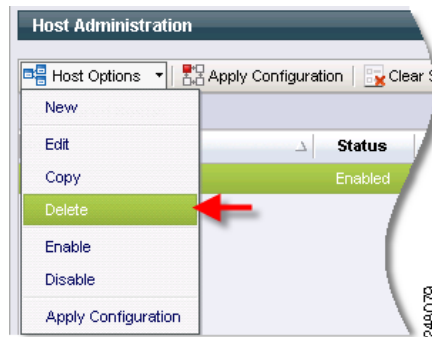 Host Administration
Host Options Apply Configuration Clear S
New
Edit
Status
Copy
Enabled
Delete
Enable
Disable
Apply Configuration
248079